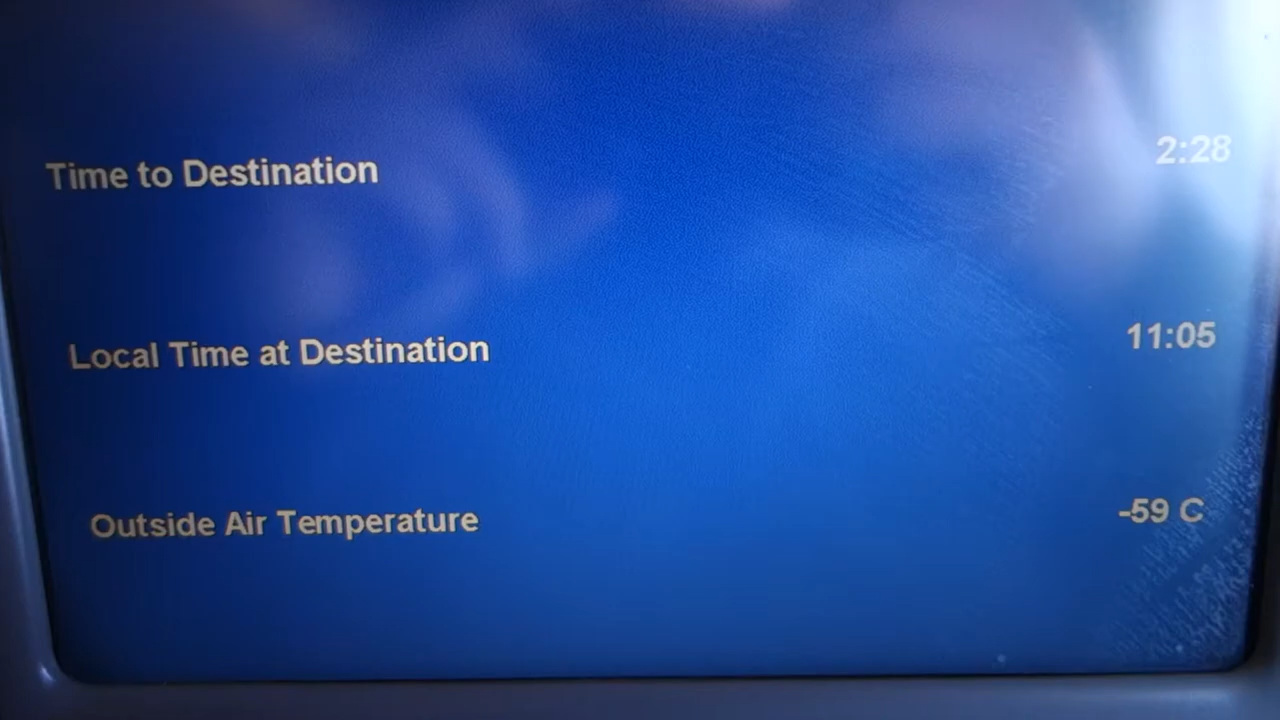 Time to Destination 2:28
Local Time at Destination 11:05
Outside Air Temperature -59 C